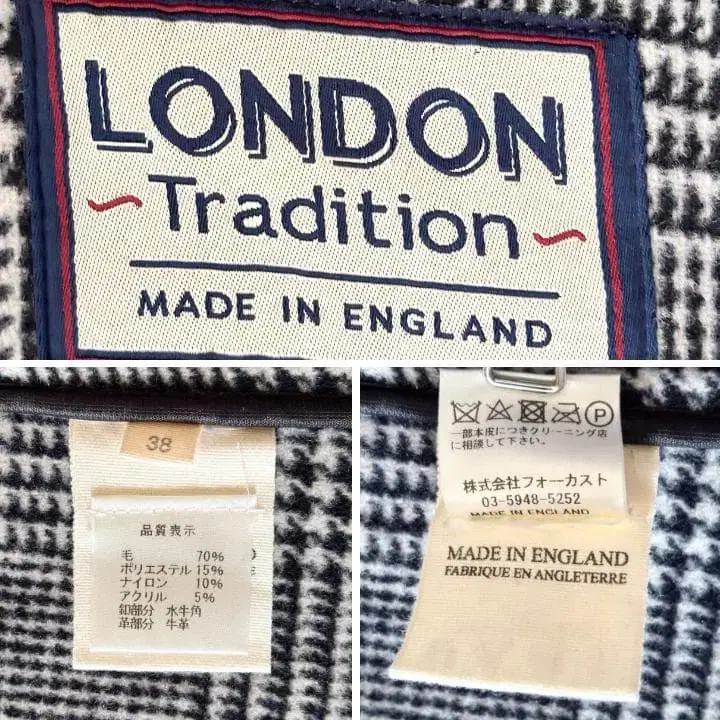 LONDON
Tradition
MADE IN ENGLAND
38
品質表示
毛 70%
ポリエステル 15%
ナイロン 10%
アクリル 5%
釦部分 水牛角
革部分 牛革
一部本皮につきクリーニング店
に相談して下さい。
株式会社フォーカスト
03-5948-5252
MADE IN ENGLAND
MADE IN ENGLAND
FABRIQUE EN ANGLETERRE